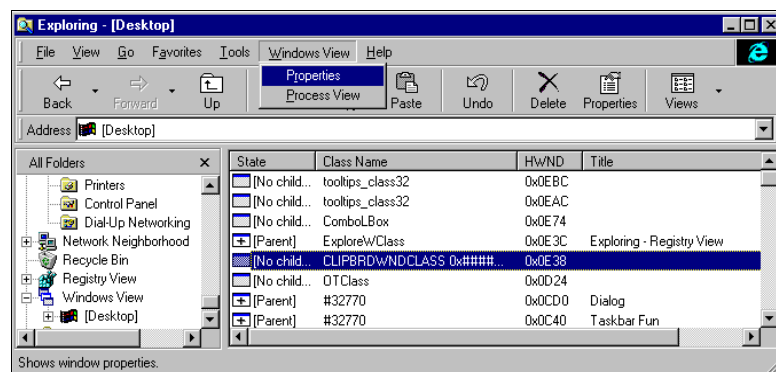 Exploring - [Desktop]
File View Go Favorites Tools Windows View Help
Properties
Process View
Back Forward Up Paste Undo Delete Properties Views
Address [Desktop]
All Folders
Printers
Control Panel
Dial-Up Networking
Network Neighborhood
Recycle Bin
Registry View
Windows View
[Desktop]
State Class Name HWND Title
[No child... tooltips_class32 0x0EBC
[No child... tooltips_class32 0x0EAC
[No child... ComboLBox 0x0E74
[Parent] ExploreWClass 0x0E3C Exploring - Registry View
[No child... CLIPBRDWNDCLASS 0x####... 0x0E38
[No child... OTClass 0x0D24
[Parent] #32770 0x0CD0 Dialog
[Parent] #32770 0x0C40 Taskbar Fun
Shows window properties.